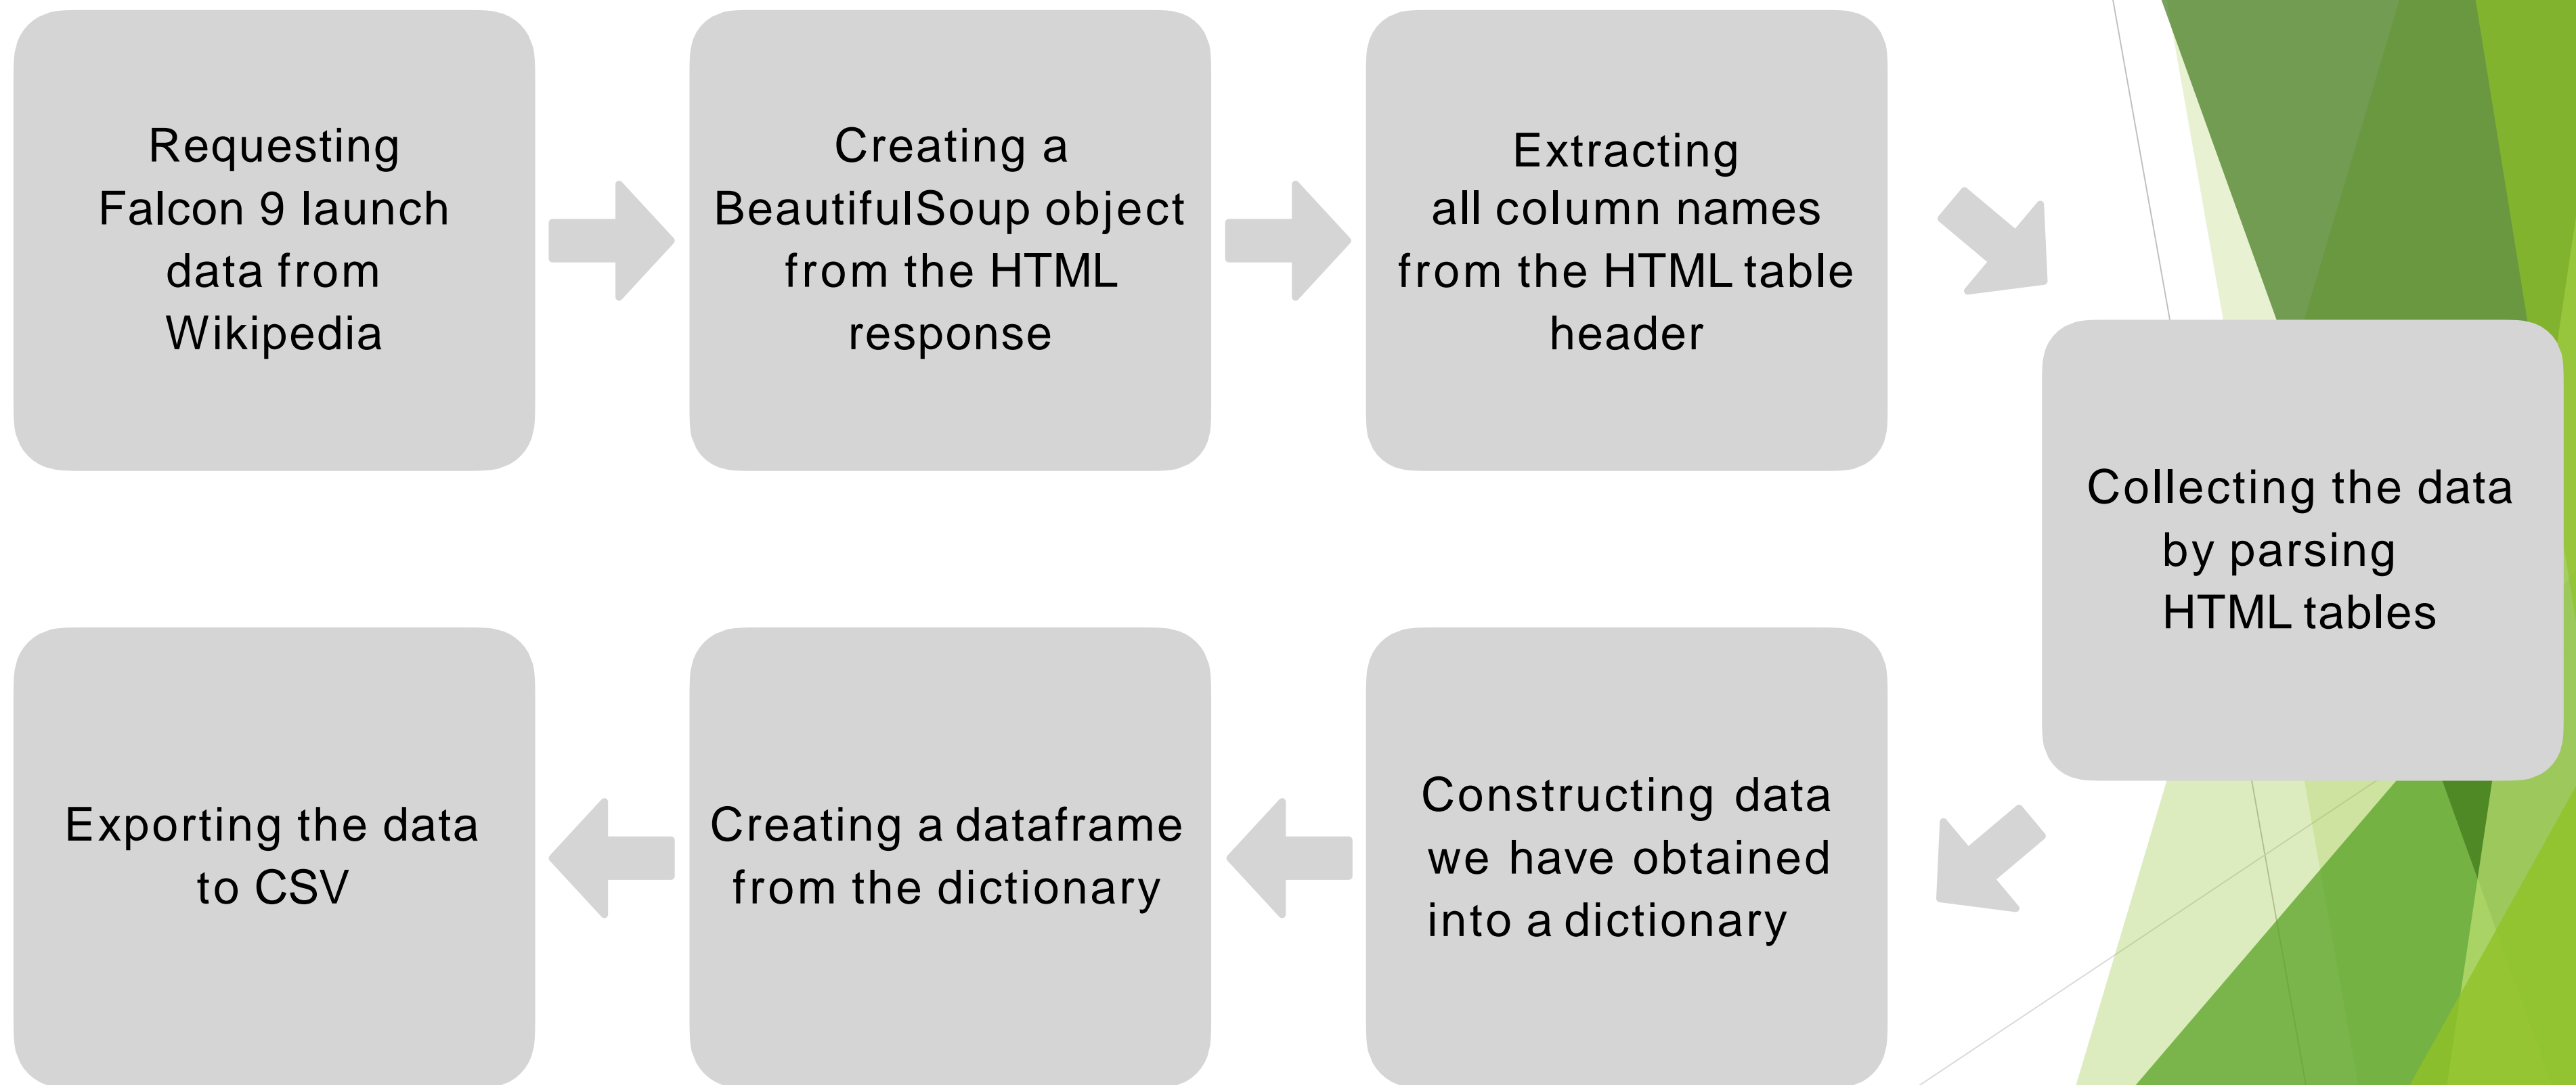 Requesting
Falcon 9 launch
data from
Wikipedia
Creating a
BeautifulSoup object
from the HTML
response
Extracting
all column names
from the HTML table
header
Collecting the data
by parsing
HTML tables
Constructing data
we have obtained
into a dictionary
Creating a dataframe
from the dictionary
Exporting the data
to CSV